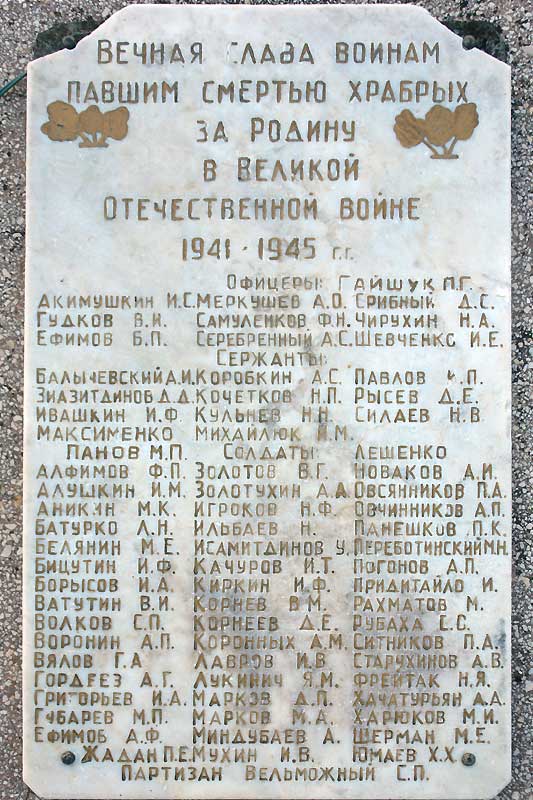 ВЕЧНАЯ СЛАВА ВОИНАМ
ПАВШИМ СМЕРТЬЮ ХРАБРЫХ
ЗА РОДИНУ
В ВЕЛИКОЙ
ОТЕЧЕСТВЕННОЙ ВОЙНЕ
1941 - 1945 г.г.
ОФИЦЕРЫ: ГАЙШУК П.Г.
АКИМУШКИН И.С. МЕРКУШЕВ А.О. СРИБНЫЙ Д.С.
ГУДКОВ В.И. САМУЛЕНКОВ Ф.Н. ЧИРУХИН Н.А.
ЕФИМОВ Б.П. СЕРЕБРЕННЫЙ А.С. ШЕВЧЕНКО И.Е.
СЕРЖАНТЫ:
БАЛЫЧЕВСКИЙ А.И. КОРОБКИН А.С. ПАВЛОВ П.
ЗИАЗИТДИНОВ Д.Д. КОЧЕТКОВ Н.П. РЫСЕВ Д.Е.
ИВАШКИН И.Ф. КУЛЬНЕВ Н.Н. СИЛАЕВ Н.В.
МАКСИМЕНКО МИХАЙЛЮК И.М.
ПАНОВ М.П. СОЛДАТЫ: ЛЕШЕНКО
АЛФИМОВ Ф.П. ЗОЛОТОВ В.Г. НОВАКОВ А.И.
АЛУШКИН И.М. ЗОЛОТУХИН А.А. ОВСЯННИКОВ П.А.
АНИКИН М.К. ИГРОКОВ Н.Ф. ОВЧИННИКОВ А.П.
БАТУРКО Л.Н. ИЛЬБАЕВ Н. ПАНЕШКОВ П.К.
БЕЛЯНИН М.Е. ИСАМИТДИНОВ У. ПЕРЕБОТИНСКИЙ М.Н.
БИЦУТИН И.Ф. КАЧУРОВ И.Т. ПОГОНОВ А.П.
БОРЫСОВ И.А. КИРКИН И.Ф. ПРИДИТАЙЛО И.
ВАТУТИН В.И. КОРНЕВ В.М. РАХМАТОВ М.
ВОЛКОВ С.П. КОРНЕЕВ Д.Е. РУБАХА С.С.
ВОРОНИН А.П. КОРОННЫХ А.М. СИТНИКОВ П.А.
ВЯЛОВ Г.А. ЛАВРОВ И.В. СТАРУХИНОВ А.В.
ГОРДЕЕЗ А.Г. ЛУКИНИЧ Я.М. ФРЕЙТАК Н.Я.
ГРИГОРЬЕВ И.А. МАРКОВ Д.П. ХАЧАТУРЬЯН А.А.
ГУБАРЕВ М.П. МАРКОВ М.А. ХАРЮКОВ М.И.
ЕФИМОВ А.Ф. МИНДУБАЕВ А. ШЕРМАН М.Е.
ЖАДАН П.Е. МУХИН И.В. ЮМАЕВ Х.Х.
ПАРТИЗАН ВЕЛЬМОЖНЫЙ С.П.